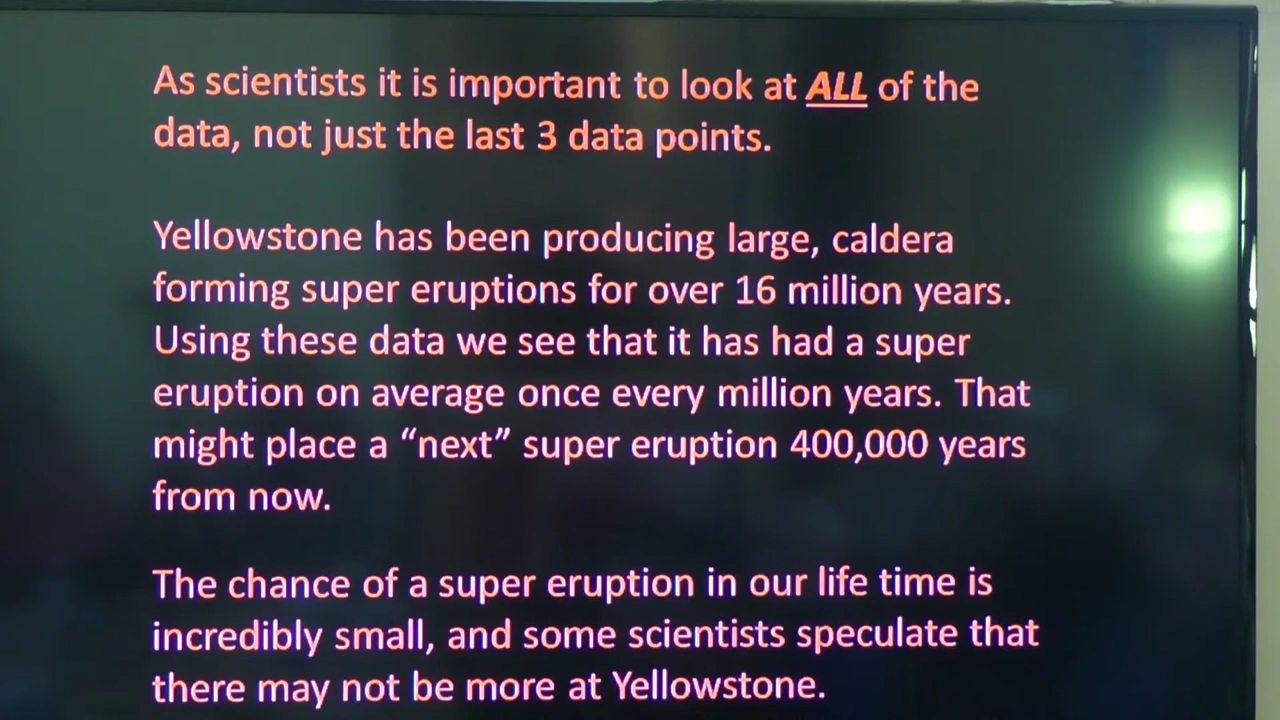 As scientists it is important to look at ALL of the
data, not just the last 3 data points.
Yellowstone has been producing large, caldera
forming super eruptions for over 16 million years.
Using these data we see that it has had a super
eruption on average once every million years. That
might place a “next” super eruption 400,000 years
from now.
The chance of a super eruption in our life time is
incredibly small, and some scientists speculate that
there may not be more at Yellowstone.